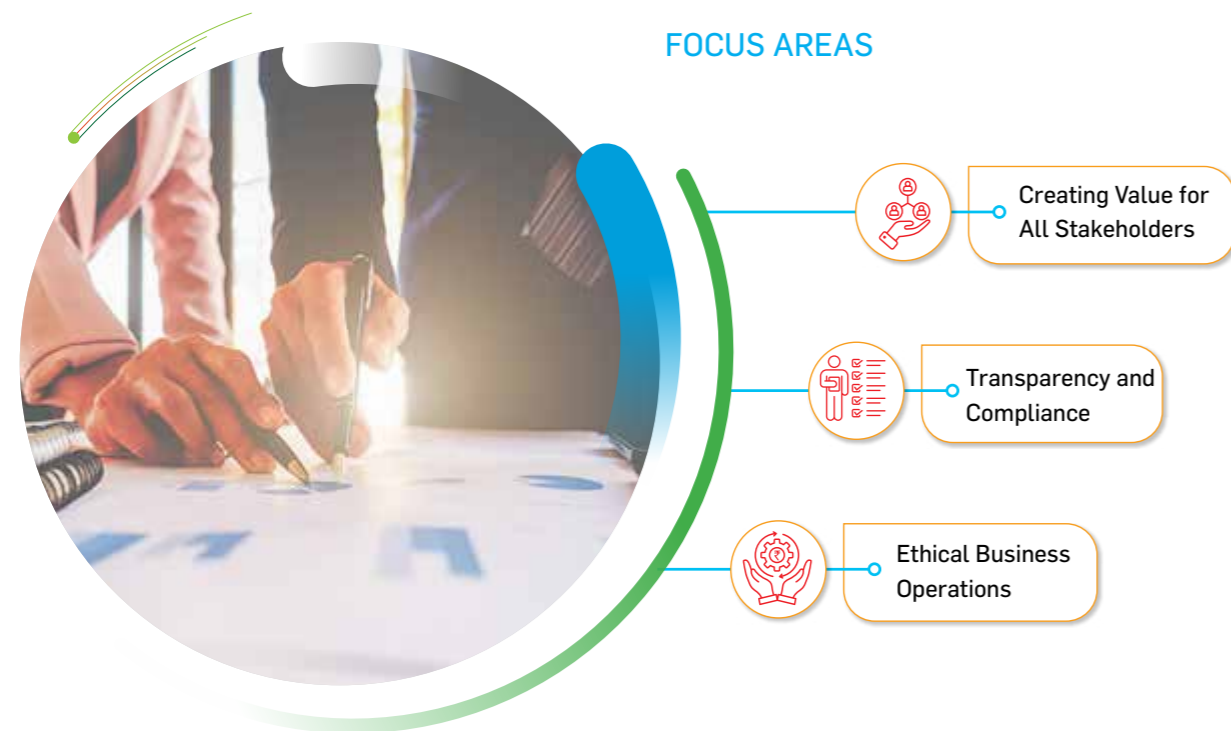 FOCUS AREAS
Creating Value for
All Stakeholders
Transparency and
Compliance
Ethical Business
Operations